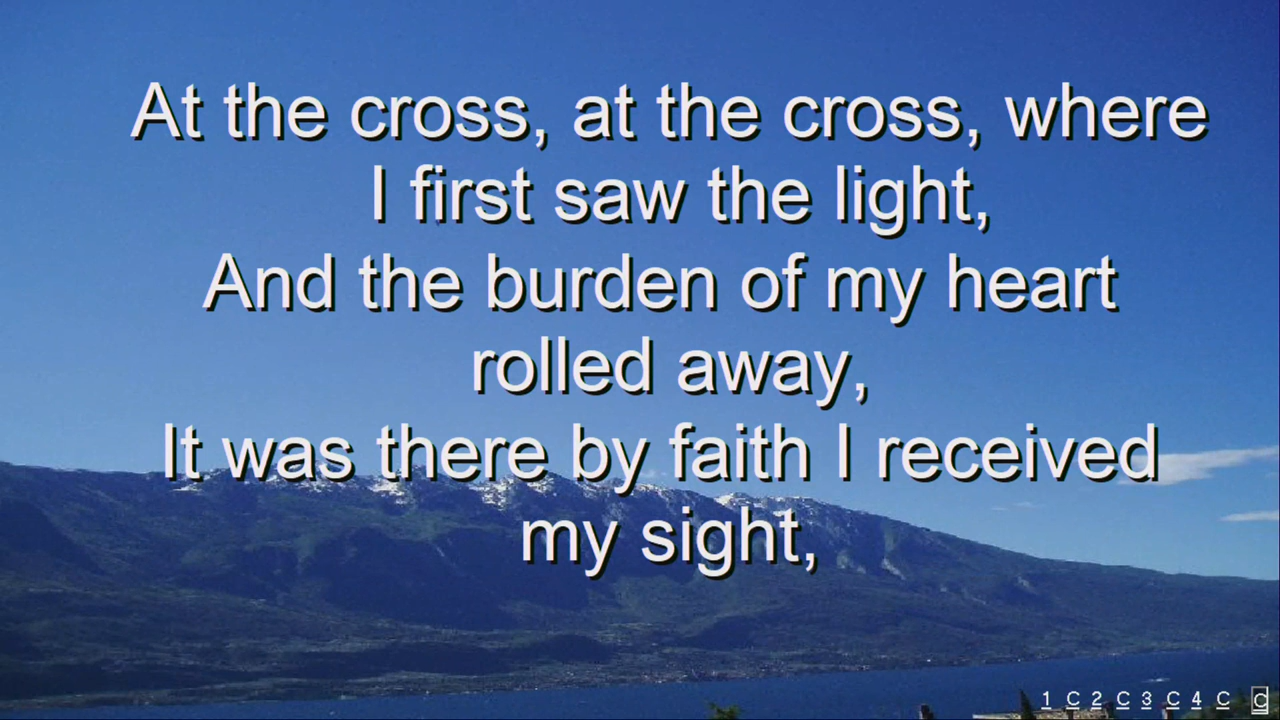 At the cross, at the cross, where
I first saw the light,
And the burden of my heart
rolled away,
It was there by faith I received
my sight,
1 C 2 C 3 C 4 C C